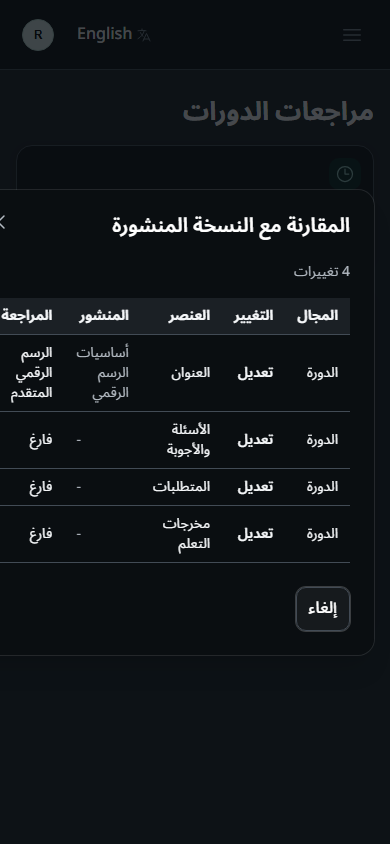 English
R
مراجعات الدورات
المقارنة مع النسخة المنشورة
4 تغييرات
المجال التغيير العنصر المنشور المراجعة
الدورة تعديل العنوان أساسيات الرسم الرقمي الرسم الرقمي المتقدم
الدورة تعديل الأسئلة والأجوبة - فارغ
الدورة تعديل المتطلبات - فارغ
الدورة تعديل مخرجات التعلم - فارغ
إلغاء